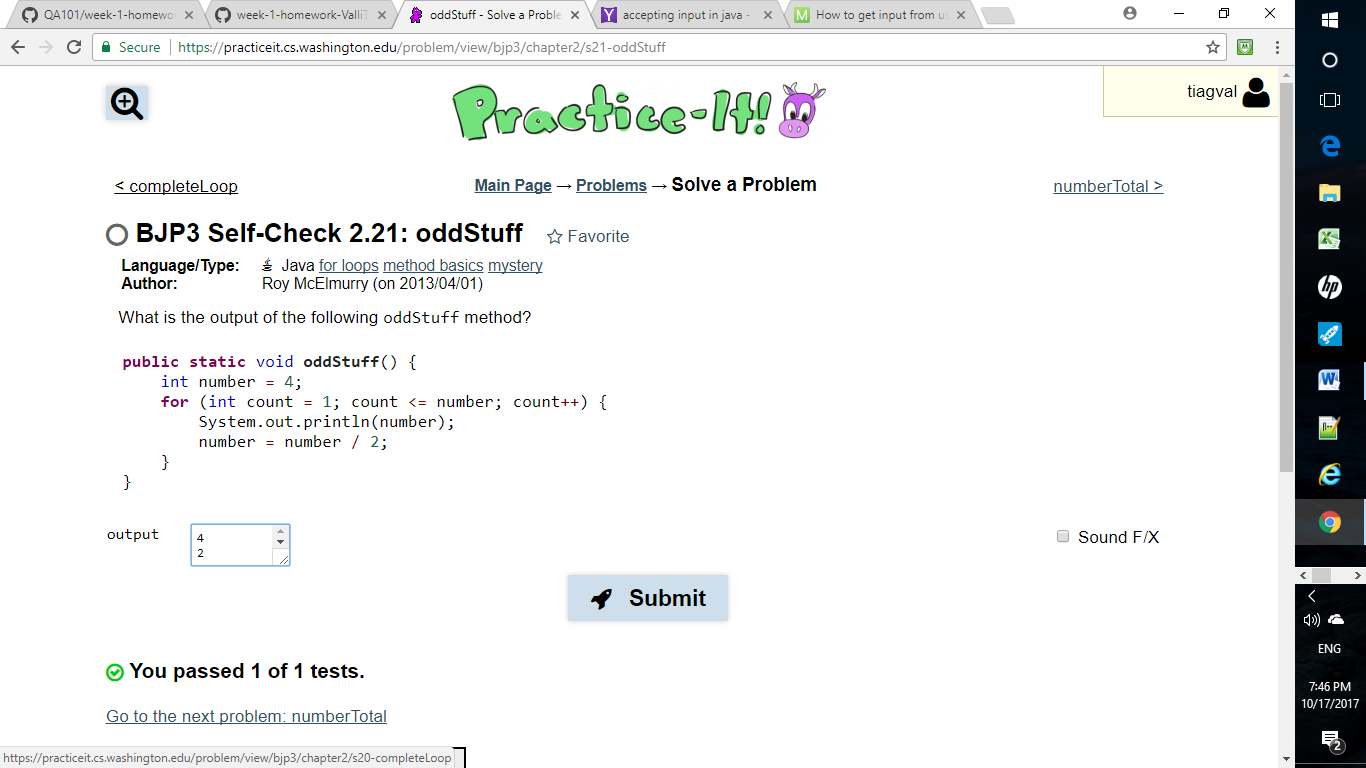 QA101/week-1-homewo
week-1-homework-ValliT
oddStuff - Solve a Proble
accepting input in java -
How to get input from u
Secure
https://practiceit.cs.washington.edu/problem/view/bjp3/chapter2/s21-oddStuff
Practice-It!
tiagval
< completeLoop
Main Page → Problems → Solve a Problem
numberTotal >
BJP3 Self-Check 2.21: oddStuff
Favorite
Language/Type: Java for loops method basics mystery
Author: Roy McElmurry (on 2013/04/01)
What is the output of the following oddStuff method?
public static void oddStuff() {
int number = 4;
for (int count = 1; count <= number; count++) {
System.out.println(number);
number = number / 2;
}
}
output
4
2
Sound F/X
Submit
You passed 1 of 1 tests.
Go to the next problem: numberTotal
https://practiceit.cs.washington.edu/problem/view/bjp3/chapter2/s20-completeLoop
hp
ENG
7:46 PM
10/17/2017
2